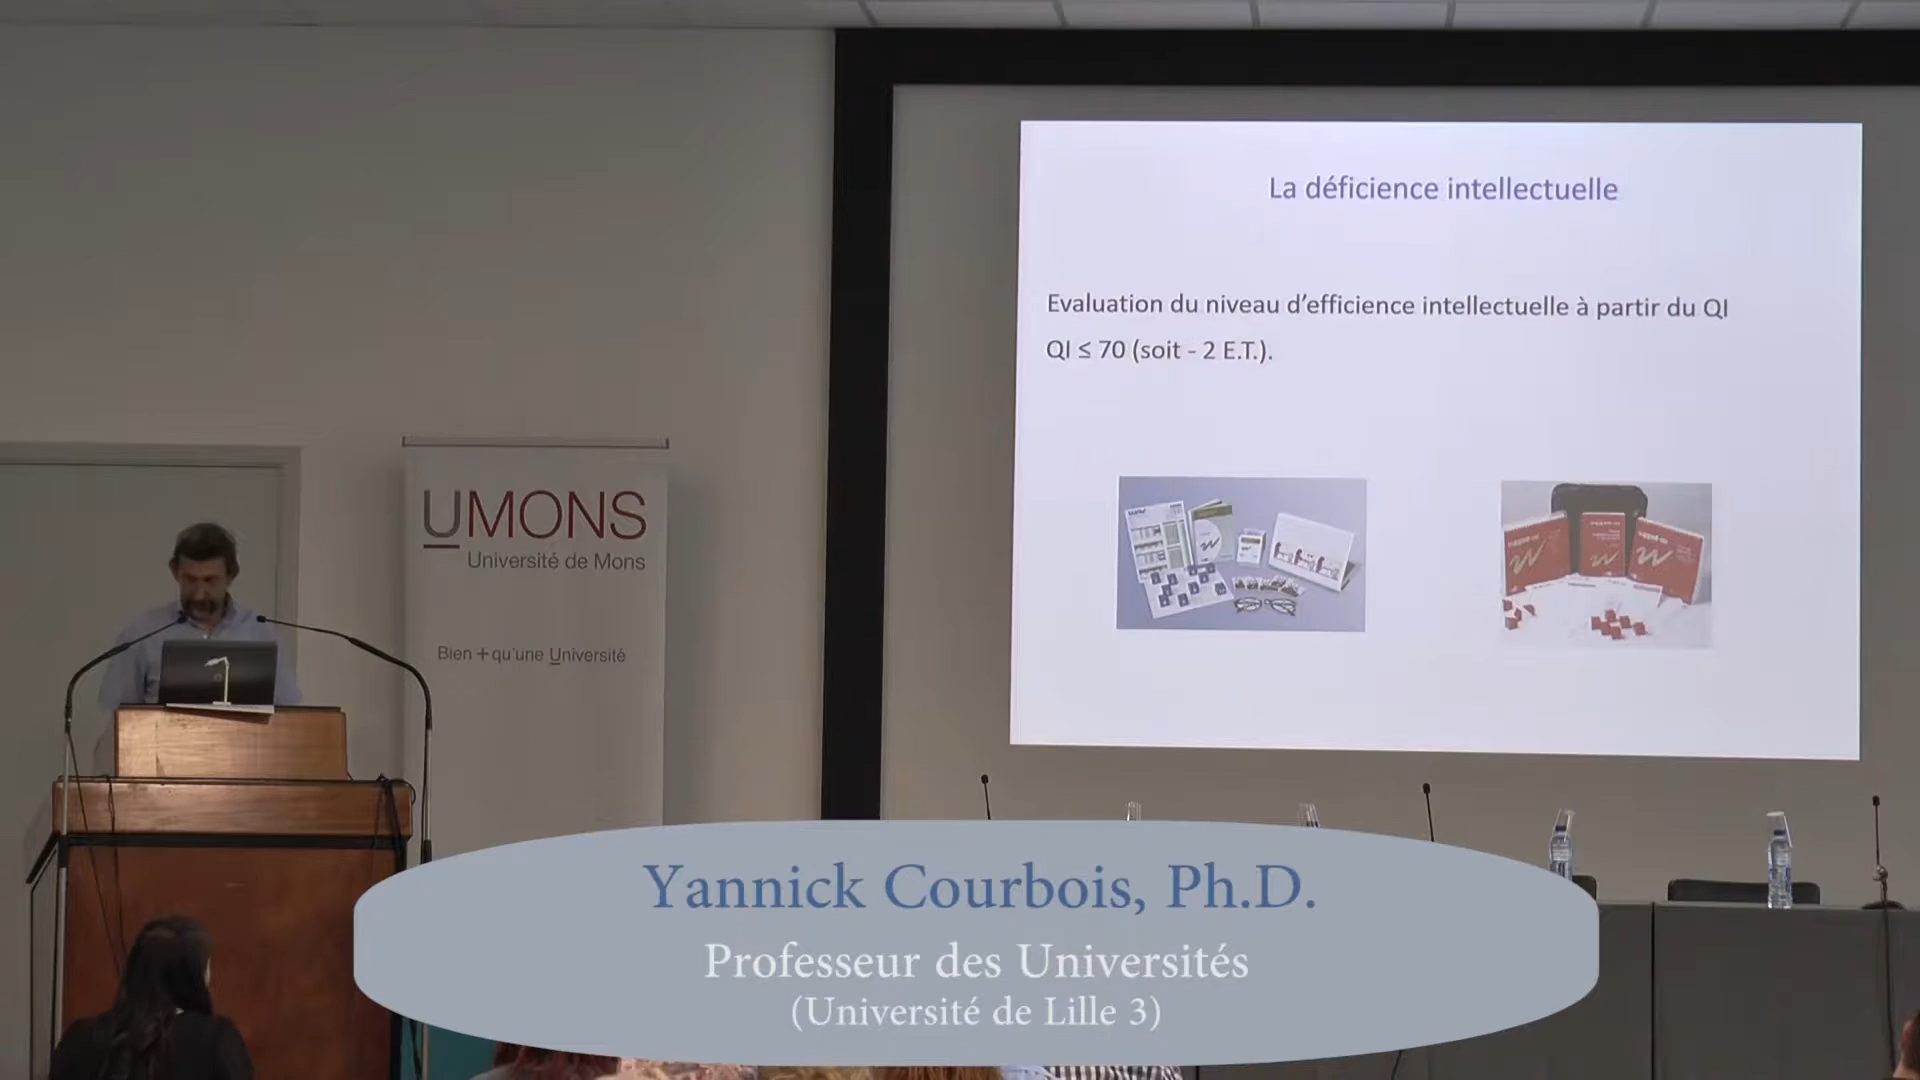 La déficience intellectuelle
Evaluation du niveau d'efficience intellectuelle à partir du QI
QI ≤ 70 (soit - 2 E.T.).
UMONS
Université de Mons
Bien + qu'une Université
Yannick Courbois, Ph.D.
Professeur des Universités
(Université de Lille 3)